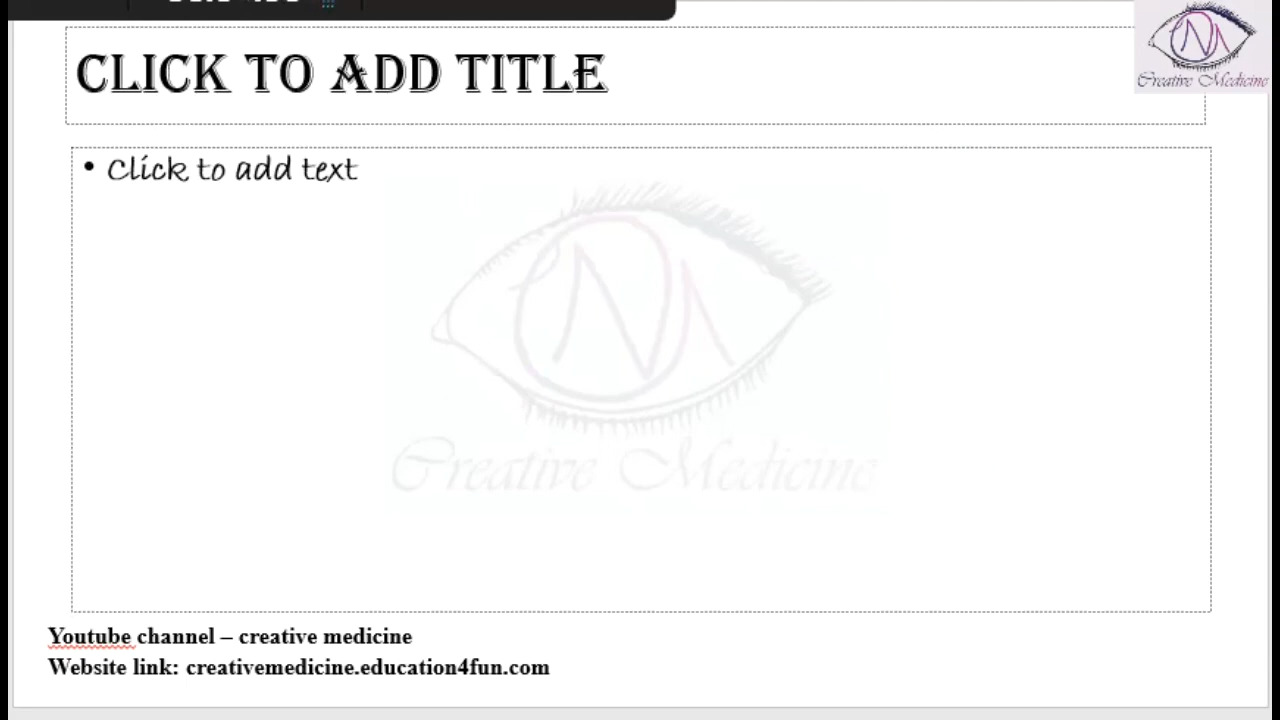 CLICK TO ADD TITLE
Creative Medicine
• Click to add text
Creative Medicine
Youtube channel – creative medicine
Website link: creativemedicine.education4fun.com